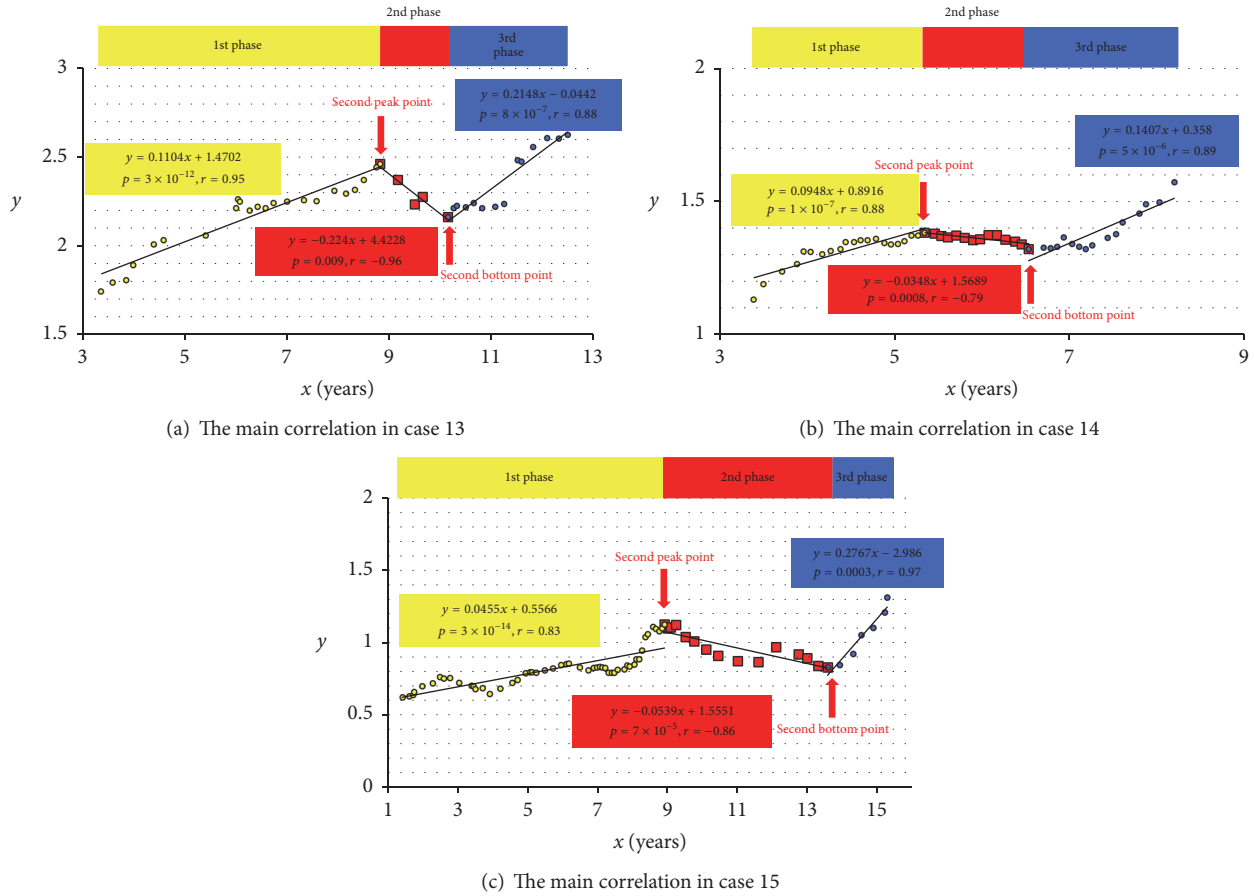 2nd phase
1st phase
3rd
phase
3
2.5
2
1.5
y
Second peak point
y = 0.2148x − 0.0442
p = 8 × 10⁻⁷, r = 0.88
y = 0.1104x + 1.4702
p = 3 × 10⁻¹², r = 0.95
y = −0.224x + 4.4228
p = 0.009, r = −0.96
Second bottom point
3 5 7 9 11 13
x (years)
(a) The main correlation in case 13
2nd phase
1st phase
3rd phase
2
1.5
1
y
Second peak point
y = 0.1407x + 0.358
p = 5 × 10⁻⁶, r = 0.89
y = 0.0948x + 0.8916
p = 1 × 10⁻⁷, r = 0.88
y = −0.0348x + 1.5689
p = 0.0008, r = −0.79
Second bottom point
3 5 7 9
x (years)
(b) The main correlation in case 14
1st phase
2nd phase
3rd phase
2
1.5
1
0.5
0
y
Second peak point
y = 0.2767x − 2.986
p = 0.0003, r = 0.97
y = 0.0455x + 0.5566
p = 3 × 10⁻¹⁴, r = 0.83
y = −0.0539x + 1.5551
p = 7 × 10⁻⁵, r = −0.86
Second bottom point
1 3 5 7 9 11 13 15
x (years)
(c) The main correlation in case 15